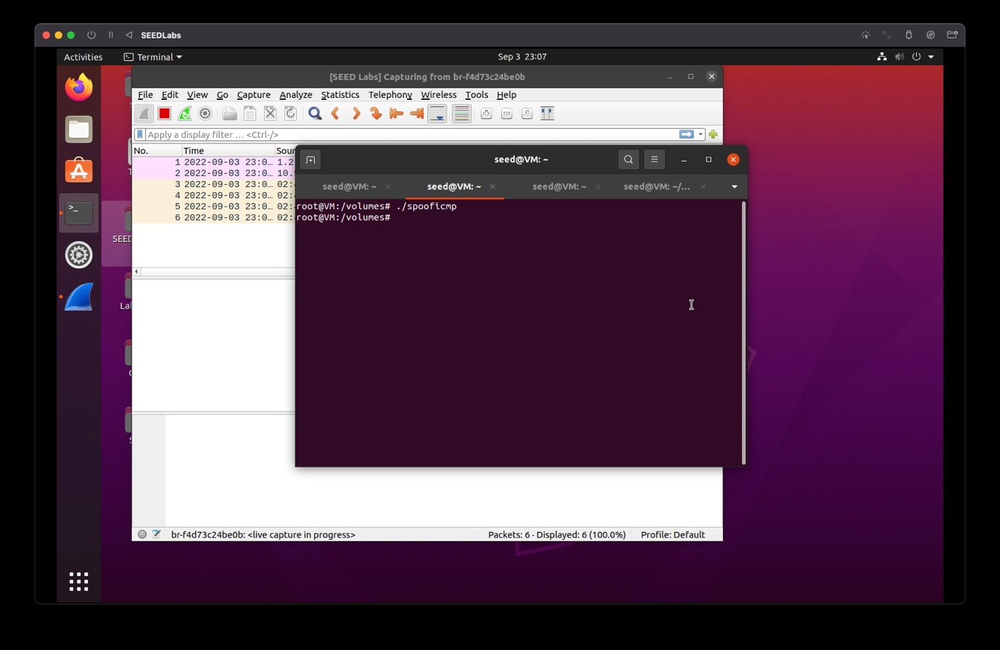 SEEDLabs
Activities Terminal Sep 3 23:07
[SEED Labs] Capturing from br-f4d73c24be0b
File Edit View Go Capture Analyze Statistics Telephony Wireless Tools Help
Apply a display filter … <Ctrl-/>
No. Time Sour
1 2022-09-03 23:0… 1.2
2 2022-09-03 23:0… 10.
3 2022-09-03 23:0… 02:
4 2022-09-03 23:0… 02:
5 2022-09-03 23:0… 02:
6 2022-09-03 23:0… 02:
seed@VM: ~
seed@VM: ~ seed@VM: ~ seed@VM: ~ seed@VM: ~/...
root@VM:/volumes# ./spooficmp
root@VM:/volumes#
SEED
Lal
br-f4d73c24be0b: <live capture in progress> Packets: 6 · Displayed: 6 (100.0%) Profile: Default